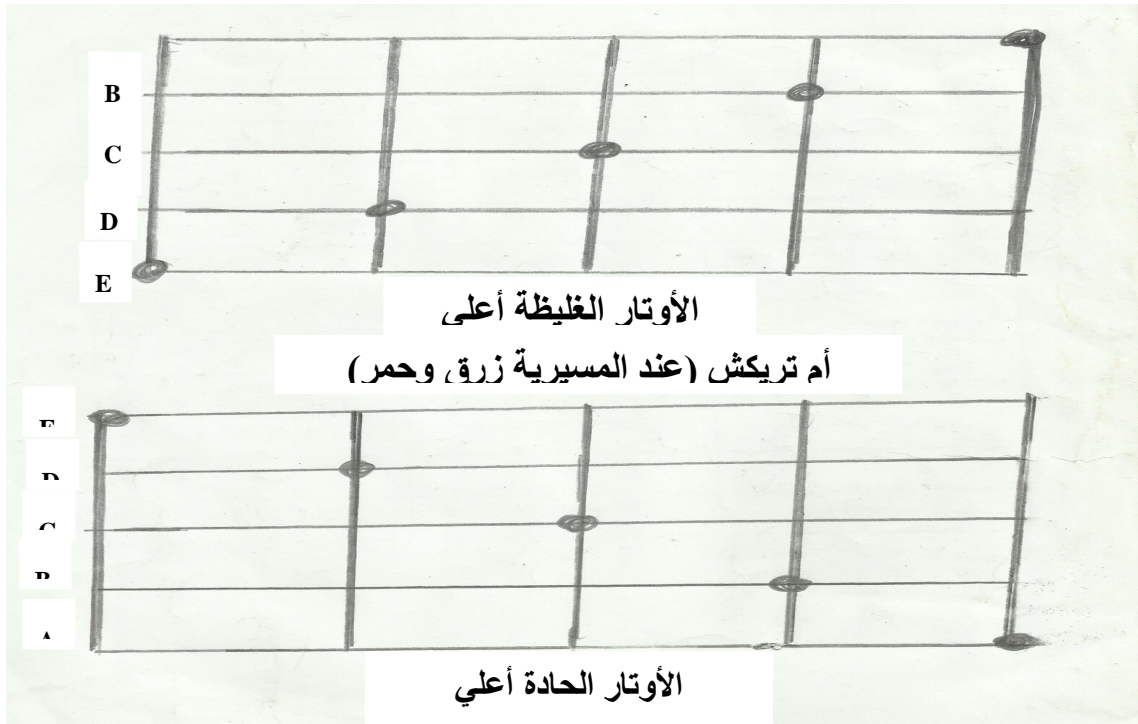 B
C
D
E
الأوتار الغليظة أعلى
أم تريكش (عند المسيرية زرق وحمر)
D
C
B
A
الأوتار الحادة أعلي